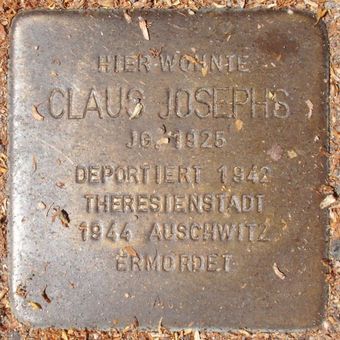 HIER WOHNTE
CLAUS JOSEPHS
JG. 1925
DEPORTIERT 1942
THERESIENSTADT
1944 AUSCHWITZ
ERMORDET